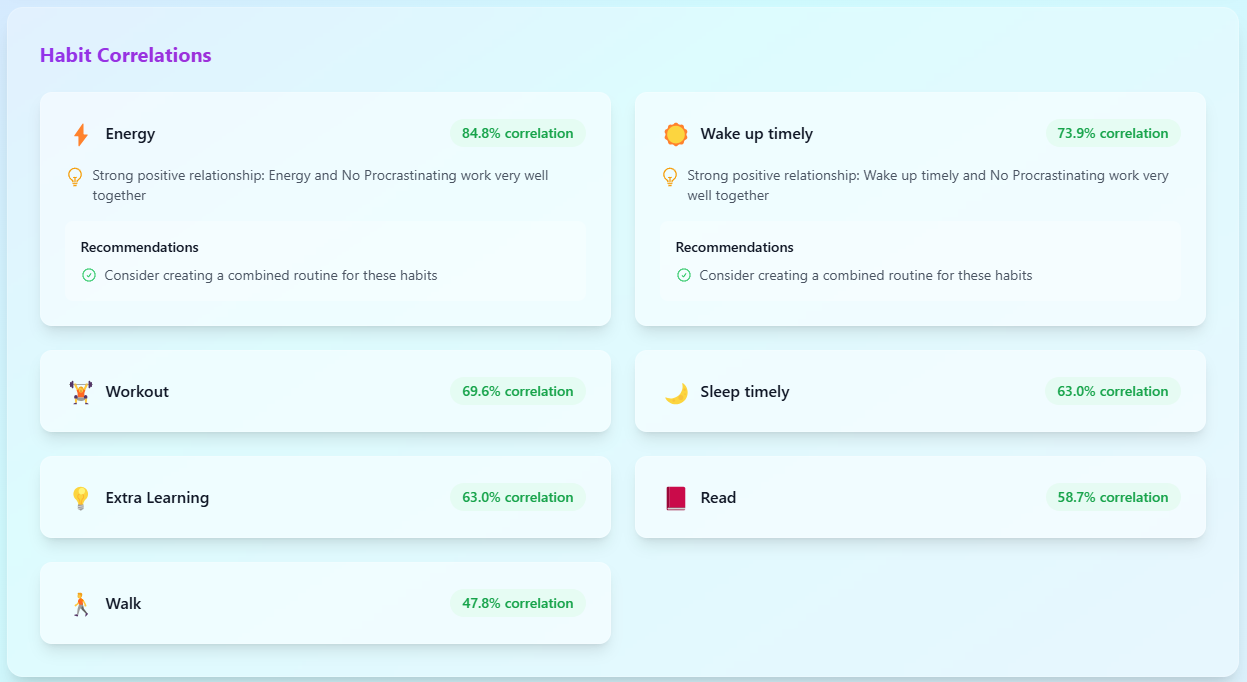 Habit Correlations
Energy
84.8% correlation
Strong positive relationship: Energy and No Procrastinating work very well
together
Recommendations
Consider creating a combined routine for these habits
Wake up timely
73.9% correlation
Strong positive relationship: Wake up timely and No Procrastinating work very
well together
Recommendations
Consider creating a combined routine for these habits
Workout
69.6% correlation
Sleep timely
63.0% correlation
Extra Learning
63.0% correlation
Read
58.7% correlation
Walk
47.8% correlation